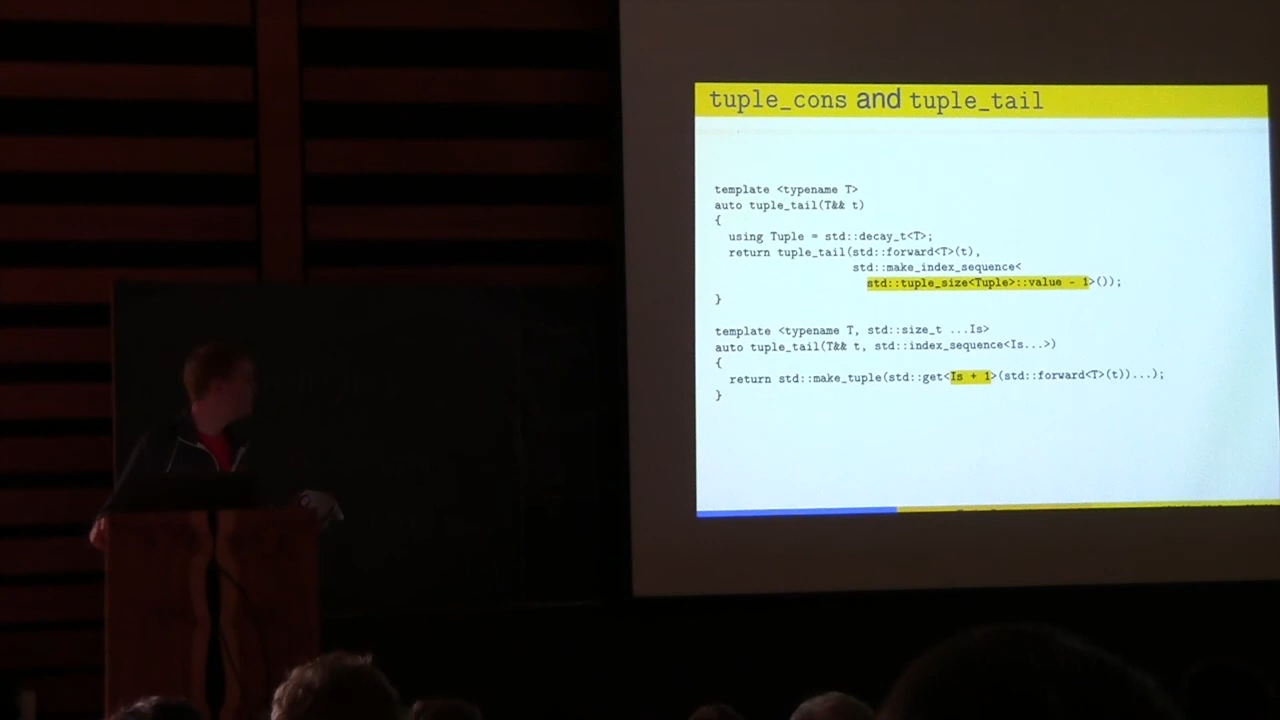 tuple_cons and tuple_tail
template <typename T>
auto tuple_tail(T&& t)
{
using Tuple = std::decay_t<T>;
return tuple_tail(std::forward<T>(t),
std::make_index_sequence<
std::tuple_size<Tuple>::value - 1>());
}
template <typename T, std::size_t ...Is>
auto tuple_tail(T&& t, std::index_sequence<Is...>)
{
return std::make_tuple(std::get<Is + 1>(std::forward<T>(t))...);
}